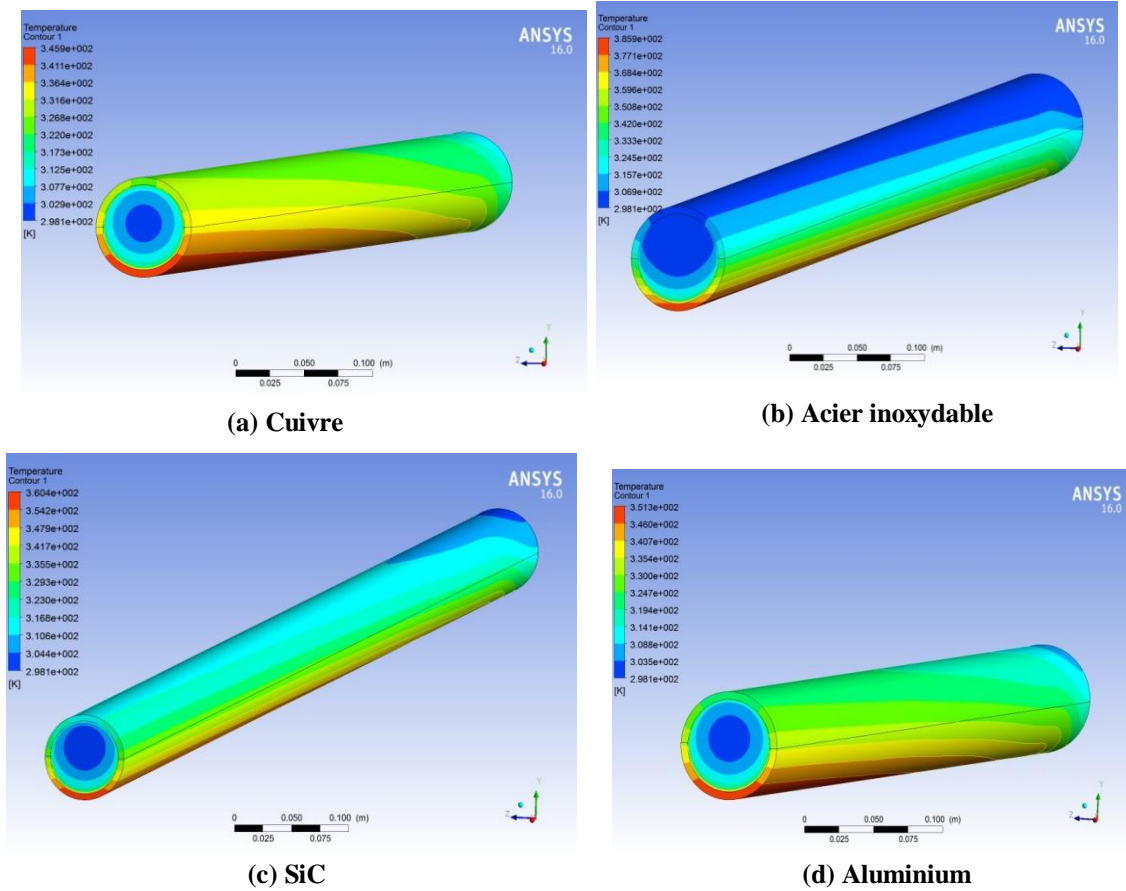 Temperature
Contour 1
3.459e+002
3.411e+002
3.364e+002
3.316e+002
3.268e+002
3.220e+002
3.173e+002
3.125e+002
3.077e+002
3.029e+002
2.981e+002
[K]
ANSYS
16.0
Y
Z
0 0.050 0.100 (m)
0.025 0.075
(a) Cuivre
Temperature
Contour 1
3.859e+002
3.771e+002
3.684e+002
3.596e+002
3.508e+002
3.420e+002
3.333e+002
3.245e+002
3.157e+002
3.069e+002
2.981e+002
[K]
ANSYS
16.0
Y
Z
0 0.050 0.100 (m)
0.025 0.075
(b) Acier inoxydable
Temperature
Contour 1
3.604e+002
3.542e+002
3.479e+002
3.417e+002
3.355e+002
3.293e+002
3.230e+002
3.168e+002
3.106e+002
3.044e+002
2.981e+002
[K]
ANSYS
16.0
Y
Z
0 0.050 0.100 (m)
0.025 0.075
(c) SiC
Temperature
Contour 1
3.513e+002
3.460e+002
3.407e+002
3.354e+002
3.300e+002
3.247e+002
3.194e+002
3.141e+002
3.088e+002
3.035e+002
2.981e+002
[K]
ANSYS
16.0
Y
Z
0 0.050 0.100 (m)
0.025 0.075
(d) Aluminium